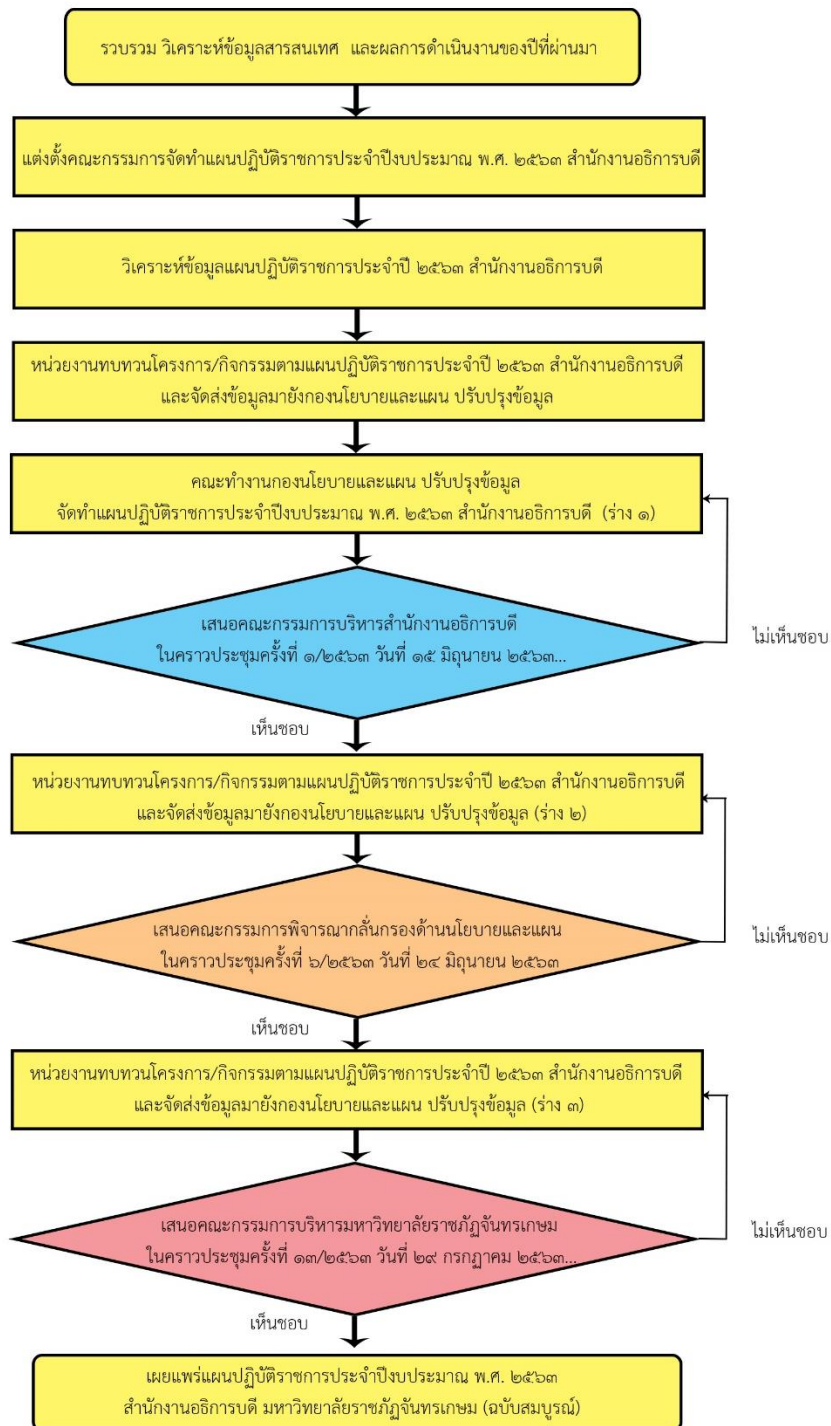 รวบรวม วิเคราะห์ข้อมูลสารสนเทศ และผลการดำเนินงานของปีที่ผ่านมา
แต่งตั้งคณะกรรมการจัดทำแผนปฏิบัติราชการประจำปีงบประมาณ พ.ศ. ๒๕๖๓ สำนักงานอธิการบดี
วิเคราะห์ข้อมูลแผนปฏิบัติราชการประจำปี ๒๕๖๓ สำนักงานอธิการบดี
หน่วยงานทบทวนโครงการ/กิจกรรมตามแผนปฏิบัติราชการประจำปี ๒๕๖๓ สำนักงานอธิการบดี
และจัดส่งข้อมูลมายังกองนโยบายและแผน ปรับปรุงข้อมูล
คณะทำงานกองนโยบายและแผน ปรับปรุงข้อมูล
จัดทำแผนปฏิบัติราชการประจำปีงบประมาณ พ.ศ. ๒๕๖๓ สำนักงานอธิการบดี (ร่าง ๑)
เสนอคณะกรรมการบริหารสำนักงานอธิการบดี
ในคราวประชุมครั้งที่ ๑/๒๕๖๓ วันที่ ๑๕ มิถุนายน ๒๕๖๓...
ไม่เห็นชอบ
เห็นชอบ
หน่วยงานทบทวนโครงการ/กิจกรรมตามแผนปฏิบัติราชการประจำปี ๒๕๖๓ สำนักงานอธิการบดี
และจัดส่งข้อมูลมายังกองนโยบายและแผน ปรับปรุงข้อมูล (ร่าง ๒)
เสนอคณะกรรมการพิจารณากลั่นกรองด้านนโยบายและแผน
ในคราวประชุมครั้งที่ ๖/๒๕๖๓ วันที่ ๒๔ มิถุนายน ๒๕๖๓
ไม่เห็นชอบ
เห็นชอบ
หน่วยงานทบทวนโครงการ/กิจกรรมตามแผนปฏิบัติราชการประจำปี ๒๕๖๓ สำนักงานอธิการบดี
และจัดส่งข้อมูลมายังกองนโยบายและแผน ปรับปรุงข้อมูล (ร่าง ๓)
เสนอคณะกรรมการบริหารมหาวิทยาลัยราชภัฏจันทรเกษม
ในคราวประชุมครั้งที่ ๑๓/๒๕๖๓ วันที่ ๒๙ กรกฎาคม ๒๕๖๓...
ไม่เห็นชอบ
เห็นชอบ
เผยแพร่แผนปฏิบัติราชการประจำปีงบประมาณ พ.ศ. ๒๕๖๓
สำนักงานอธิการบดี มหาวิทยาลัยราชภัฏจันทรเกษม (ฉบับสมบูรณ์)